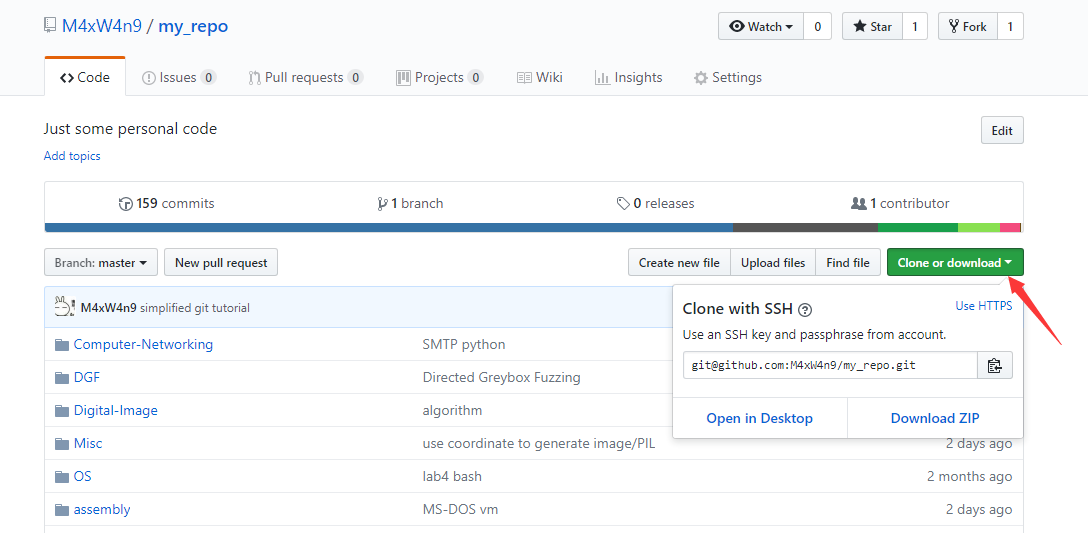 M4xW4n9 / my_repo
Watch 0 Star 1 Fork 1
Code Issues 0 Pull requests 0 Projects 0 Wiki Insights Settings
Just some personal code
Edit
Add topics
159 commits 1 branch 0 releases 1 contributor
Branch: master New pull request Create new file Upload files Find file Clone or download
M4xW4n9 simplified git tutorial
Clone with SSH Use HTTPS
Use an SSH key and passphrase from account.
git@github.com:M4xW4n9/my_repo.git
Open in Desktop Download ZIP
Computer-Networking SMTP python
DGF Directed Greybox Fuzzing
Digital-Image algorithm
Misc use coordinate to generate image/PIL 2 days ago
OS lab4 bash 2 months ago
assembly MS-DOS vm 2 days ago